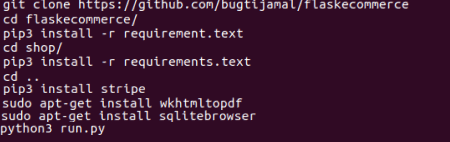 git clone https://github.com/bugtijamal/flaskecommerce
cd flaskecommerce/
pip3 install -r requirement.text
cd shop/
pip3 install -r requirements.text
cd ..
pip3 install stripe
sudo apt-get install wkhtmltopdf
sudo apt-get install sqlitebrowser
python3 run.py